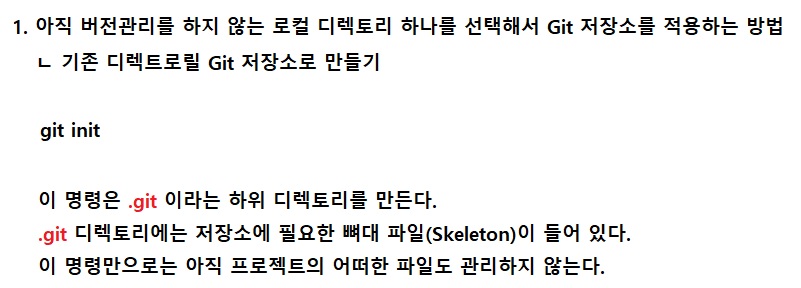 1. 아직 버전관리를 하지 않는 로컬 디렉토리 하나를 선택해서 Git 저장소를 적용하는 방법
ㄴ 기존 디렉트로릴 Git 저장소로 만들기
git init
이 명령은 .git 이라는 하위 디렉토리를 만든다.
.git 디렉토리에는 저장소에 필요한 뼈대 파일(Skeleton)이 들어 있다.
이 명령만으로는 아직 프로젝트의 어떠한 파일도 관리하지 않는다.